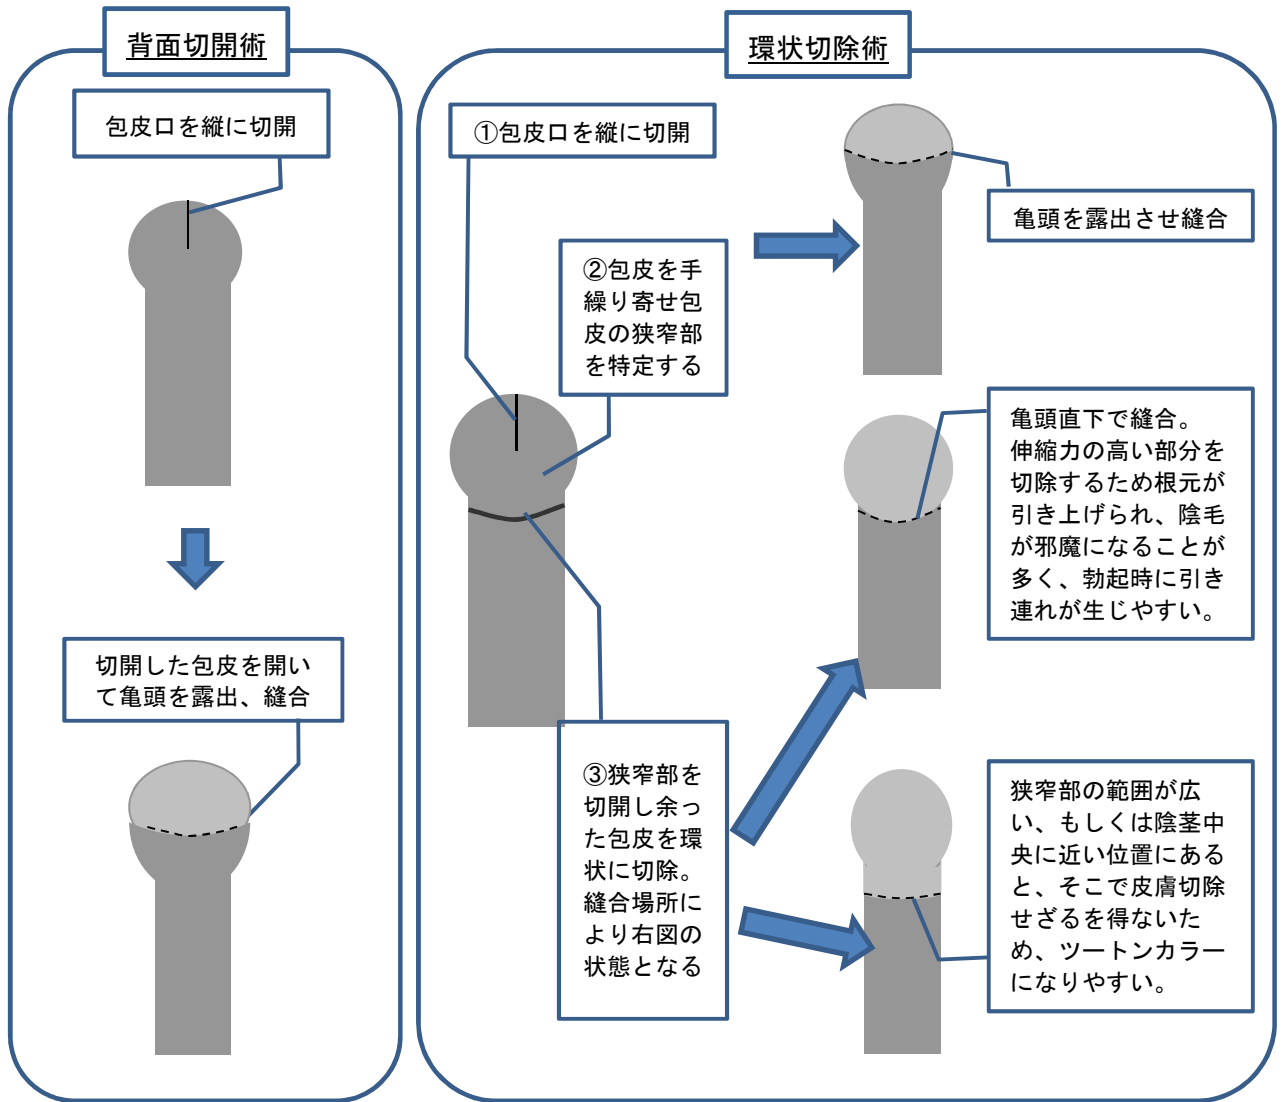 背面切開術
包皮口を縦に切開
切開した包皮を開い
て亀頭を露出、縫合
環状切除術
①包皮口を縦に切開
②包皮を手
繰り寄せ包
皮の狭窄部
を特定する
③狭窄部を
切開し余っ
た包皮を環
状に切除。
縫合場所に
より右図の
状態となる
亀頭を露出させ縫合
亀頭直下で縫合。
伸縮力の高い部分を
切除するため根元が
引き上げられ、陰毛
が邪魔になることが
多く、勃起時に引き
連れが生じやすい。
狭窄部の範囲が広
い、もしくは陰茎中
央に近い位置にある
と、そこで皮膚切除
せざるを得ないた
め、ツートンカラー
になりやすい。